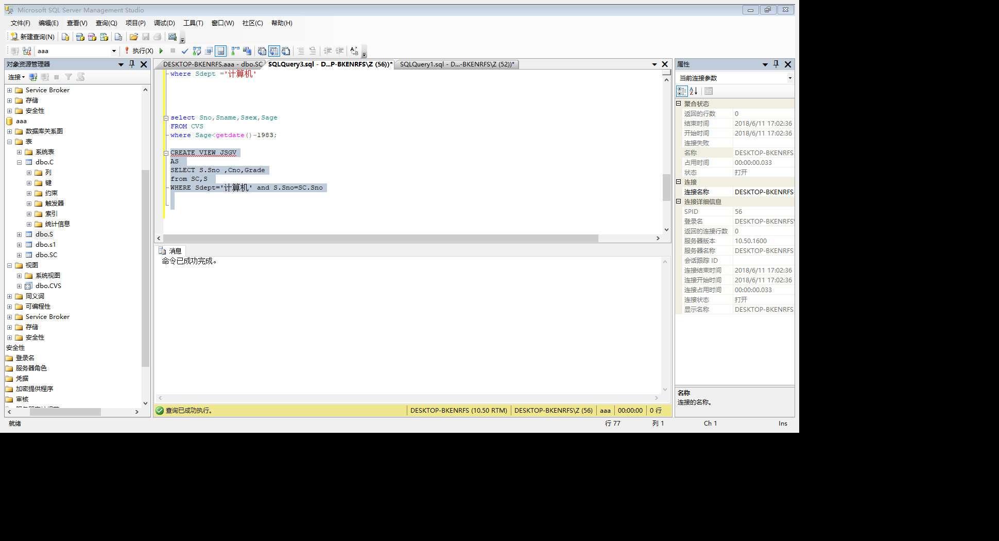 Microsoft SQL Server Management Studio
文件(F) 编辑(E) 查看(V) 查询(Q) 项目(P) 调试(D) 工具(T) 窗口(W) 社区(C) 帮助(H)
新建查询(N)
aaa 执行(X)
对象资源管理器
连接
Service Broker
存储
安全性
aaa
数据库关系图
表
系统表
dbo.C
列
键
约束
触发器
索引
统计信息
dbo.S
dbo.s1
dbo.SC
视图
系统视图
dbo.CVS
同义词
可编程性
Service Broker
存储
安全性
安全性
登录名
服务器角色
凭据
加密提供程序
审核
DESKTOP-BKENRFS.aaa - dbo.SC SQLQuery3.sql - D...P-BKENRFS\Z (56))* SQLQuery1.sql - D...-BKENRFS\Z (52))*
where Sdept ='计算机'
select Sno,Sname,Ssex,Sage
FROM CVS
where Sage<getdate()-1983;
CREATE VIEW JSGV
AS
SELECT S.Sno ,Cno,Grade
from SC,S
WHERE Sdept='计算机' and S.Sno=SC.Sno
消息
命令已成功完成。
查询已成功执行。 DESKTOP-BKENRFS (10.50 RTM) DESKTOP-BKENRFS\Z (56) aaa 00:00:00 0 行
属性
当前连接参数
聚合状态
返回的行数 0
结束时间 2018/6/11 17:02:36
开始时间 2018/6/11 17:02:36
连接失败
名称 DESKTOP-BKENRFS
占用时间 00:00:00.033
状态 打开
连接
连接名称 DESKTOP-BKENRFS
连接详细信息
SPID 56
登录名 DESKTOP-BKENRFS\
返回的连接行数 0
服务器版本 10.50.1600
服务器名称 DESKTOP-BKENRFS
会话跟踪 ID
连接结束时间 2018/6/11 17:02:36
连接开始时间 2018/6/11 17:02:36
连接占用时间 00:00:00.033
连接状态 打开
显示名称 DESKTOP-BKENRFS
名称
连接的名称。
就绪 行 77 列 1 Ch 1 Ins